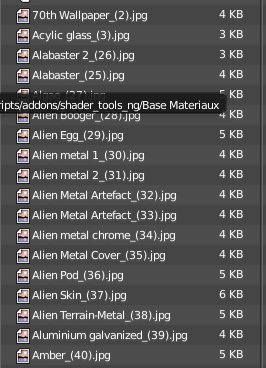 70th Wallpaper_(2).jpg 4 KB
Acylic glass_(3).jpg 3 KB
Alabaster 2_(26).jpg 3 KB
Alabaster_(25).jpg 4 KB
5 KB
ripts/addons/shader_tools_ng/Base Materiaux
Alien Booger_(28).jpg 4 KB
Alien Egg_(29).jpg 5 KB
Alien metal 1_(30).jpg 4 KB
Alien metal 2_(31).jpg 4 KB
Alien Metal Artefact_(32).jpg 4 KB
Alien Metal Artefact_(33).jpg 4 KB
Alien metal chrome_(34).jpg 4 KB
Alien Metal Cover_(35).jpg 4 KB
Alien Pod_(36).jpg 5 KB
Alien Skin_(37).jpg 6 KB
Alien Terrain-Metal_(38).jpg 5 KB
Aluminium galvanized_(39).jpg 4 KB
Amber_(40).jpg 5 KB